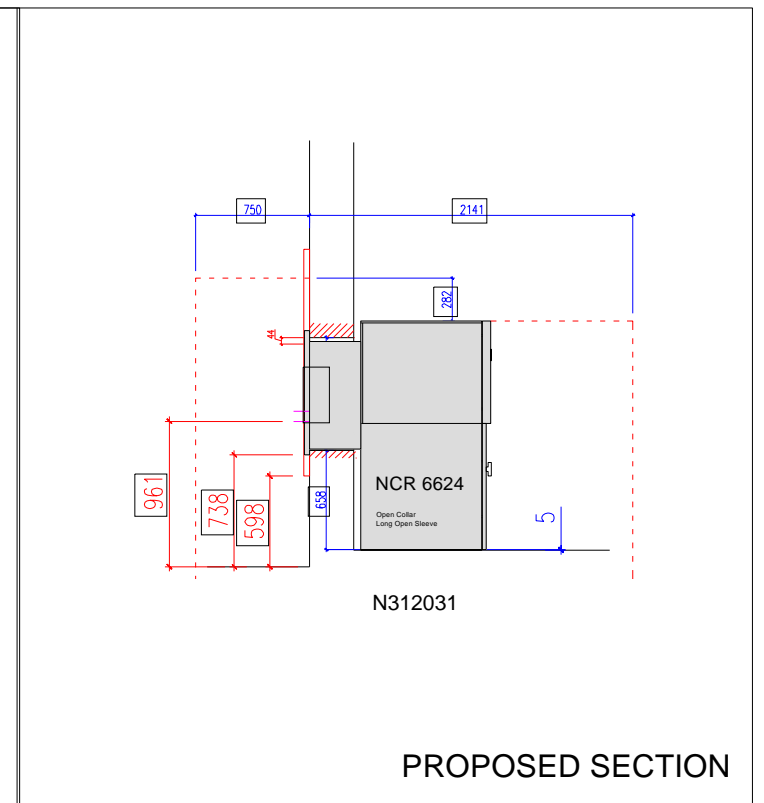 750
2141
282
44
961
738
598
658
NCR 6624
Open Collar
Long Open Sleeve
5
N312031
PROPOSED SECTION